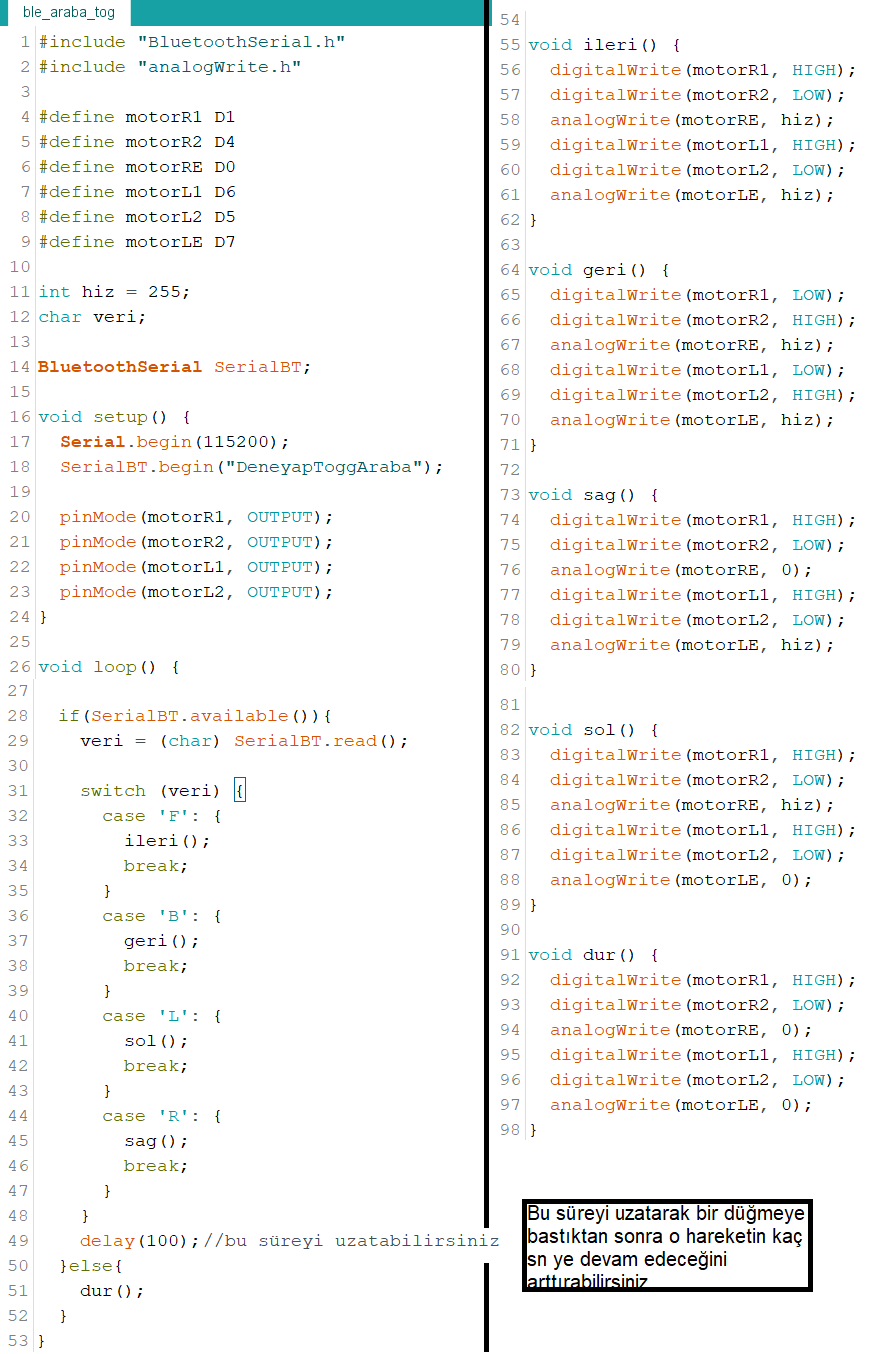 ble_araba_tog
1 #include "BluetoothSerial.h"
2 #include "analogWrite.h"
3
4 #define motorR1 D1
5 #define motorR2 D4
6 #define motorRE D0
7 #define motorL1 D6
8 #define motorL2 D5
9 #define motorLE D7
10
11 int hiz = 255;
12 char veri;
13
14 BluetoothSerial SerialBT;
15
16 void setup() {
17   Serial.begin(115200);
18   SerialBT.begin("DeneyapToggAraba");
19
20   pinMode(motorR1, OUTPUT);
21   pinMode(motorR2, OUTPUT);
22   pinMode(motorL1, OUTPUT);
23   pinMode(motorL2, OUTPUT);
24 }
25
26 void loop() {
27
28   if(SerialBT.available()){
29     veri = (char) SerialBT.read();
30
31     switch (veri) {
32       case 'F': {
33         ileri();
34         break;
35       }
36       case 'B': {
37         geri();
38         break;
39       }
40       case 'L': {
41         sol();
42         break;
43       }
44       case 'R': {
45         sag();
46         break;
47       }
48     }
49     delay(100);//bu süreyi uzatabilirsiniz
50   }else{
51     dur();
52   }
53 }
54
55 void ileri() {
56   digitalWrite(motorR1, HIGH);
57   digitalWrite(motorR2, LOW);
58   analogWrite(motorRE, hiz);
59   digitalWrite(motorL1, HIGH);
60   digitalWrite(motorL2, LOW);
61   analogWrite(motorLE, hiz);
62 }
63
64 void geri() {
65   digitalWrite(motorR1, LOW);
66   digitalWrite(motorR2, HIGH);
67   analogWrite(motorRE, hiz);
68   digitalWrite(motorL1, LOW);
69   digitalWrite(motorL2, HIGH);
70   analogWrite(motorLE, hiz);
71 }
72
73 void sag() {
74   digitalWrite(motorR1, HIGH);
75   digitalWrite(motorR2, LOW);
76   analogWrite(motorRE, 0);
77   digitalWrite(motorL1, HIGH);
78   digitalWrite(motorL2, LOW);
79   analogWrite(motorLE, hiz);
80 }
81
82 void sol() {
83   digitalWrite(motorR1, HIGH);
84   digitalWrite(motorR2, LOW);
85   analogWrite(motorRE, hiz);
86   digitalWrite(motorL1, HIGH);
87   digitalWrite(motorL2, LOW);
88   analogWrite(motorLE, 0);
89 }
90
91 void dur() {
92   digitalWrite(motorR1, HIGH);
93   digitalWrite(motorR2, LOW);
94   analogWrite(motorRE, 0);
95   digitalWrite(motorL1, HIGH);
96   digitalWrite(motorL2, LOW);
97   analogWrite(motorLE, 0);
98 }
Bu süreyi uzatarak bir düğmeye
bastıktan sonra o hareketin kaç
sn ye devam edeceğini
arttırabilirsiniz